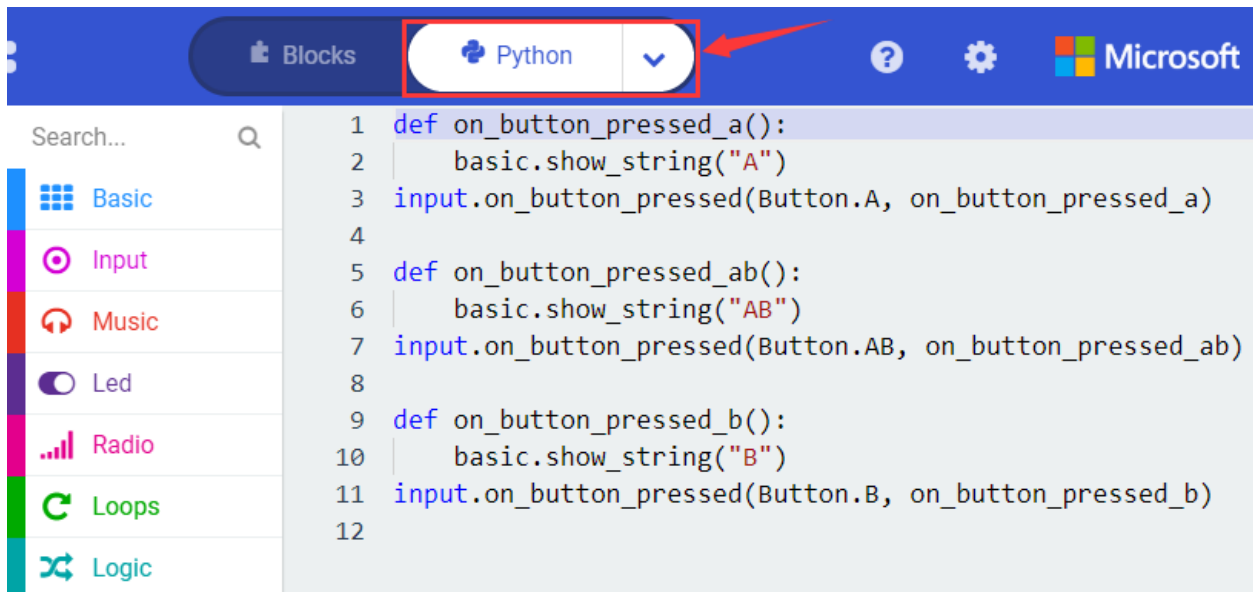 Blocks
Python
Microsoft
Search...
Basic
Input
Music
Led
Radio
Loops
Logic
1 def on_button_pressed_a():
2     basic.show_string("A")
3 input.on_button_pressed(Button.A, on_button_pressed_a)
4
5 def on_button_pressed_ab():
6     basic.show_string("AB")
7 input.on_button_pressed(Button.AB, on_button_pressed_ab)
8
9 def on_button_pressed_b():
10     basic.show_string("B")
11 input.on_button_pressed(Button.B, on_button_pressed_b)
12